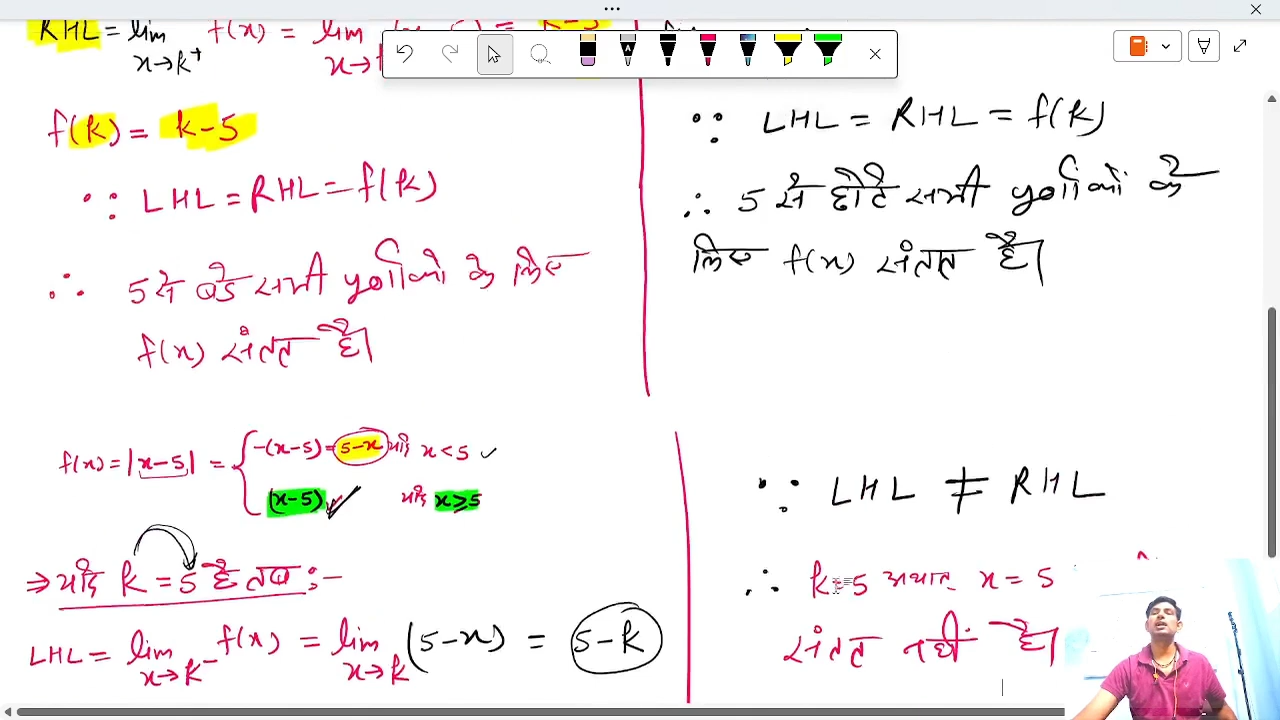 RHL = lim f(x) = lim = k-5
x→k⁺ x→
f(k) = k-5
∵ LHL = RHL = f(k)
∴ 5 से बड़े सभी पूर्णांकों के लिए
f(x) संतत है।
∵ LHL = RHL = f(k)
∴ 5 से छोटे सभी पूर्णांकों के
लिए f(x) संतत है।
f(x) = |x-5| = { -(x-5) = 5-x यदि x < 5 ✓
(x-5) ✓ यदि x ≥ 5
⇒ यदि k = 5 है तब :-
LHL = lim f(x) = lim (5-x) = 5-k
x→k⁻ x→k
∵ LHL ≠ RHL
∴ k=5 अर्थात् x = 5
संतत नहीं है।